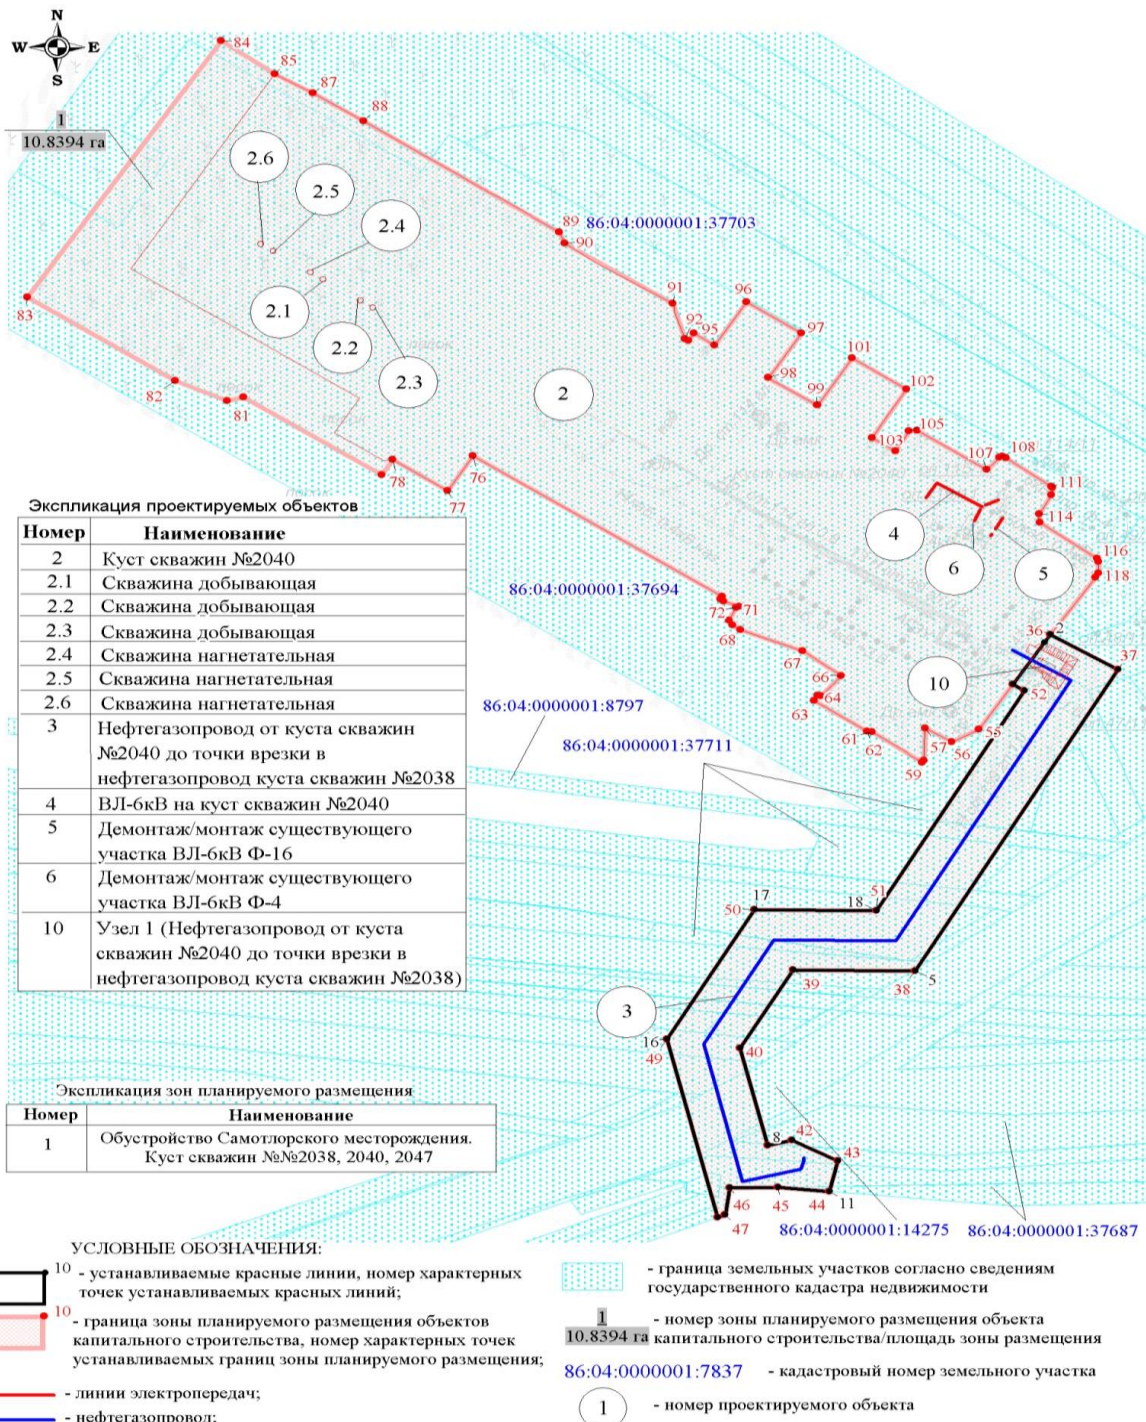 N
W E
S
84
85
87
88
1
10.8394 га
2.6
2.5
2.4
89
86:04:0000001:37703
90
83
2.1
91
96
92
95
97
2.2
101
98
2.3
2
102
82
99
81
103
105
107
108
78
76
77
111
114
4
6
5
116
118
Экспликация проектируемых объектов
Номер Наименование
2 Куст скважин №2040
2.1 Скважина добывающая
2.2 Скважина добывающая
2.3 Скважина добывающая
2.4 Скважина нагнетательная
2.5 Скважина нагнетательная
2.6 Скважина нагнетательная
3 Нефтегазопровод от куста скважин
№2040 до точки врезки в
нефтегазопровод куста скважин №2038
4 ВЛ-6кВ на куст скважин №2040
5 Демонтаж/монтаж существующего
участка ВЛ-6кВ Ф-16
6 Демонтаж/монтаж существующего
участка ВЛ-6кВ Ф-4
10 Узел 1 (Нефтегазопровод от куста
скважин №2040 до точки врезки в
нефтегазопровод куста скважин №2038)
86:04:0000001:37694
72 71
68
36 2
37
67
66
10
52
64
63
86:04:0000001:8797
61 62
55
57 56
59
86:04:0000001:37711
17
50
51
18
39
38 5
3
16
49
40
8 42
43
46 45 44 11
47
86:04:0000001:14275 86:04:0000001:37687
Экспликация зон планируемого размещения
Номер Наименование
1 Обустройство Самотлорского месторождения.
Куст скважин №№2038, 2040, 2047
УСЛОВНЫЕ ОБОЗНАЧЕНИЯ:
10 - устанавливаемые красные линии, номер характерных
точек устанавливаемых красных линий;
10 - граница зоны планируемого размещения объектов
капитального строительства, номер характерных точек
устанавливаемых границ зоны планируемого размещения;
- линии электропередач;
- нефтегазопровод;
- граница земельных участков согласно сведениям
государственного кадастра недвижимости
1 - номер зоны планируемого размещения объекта
10.8394 га капитального строительства/площадь зоны размещения
86:04:0000001:7837 - кадастровый номер земельного участка
1 - номер проектируемого объекта